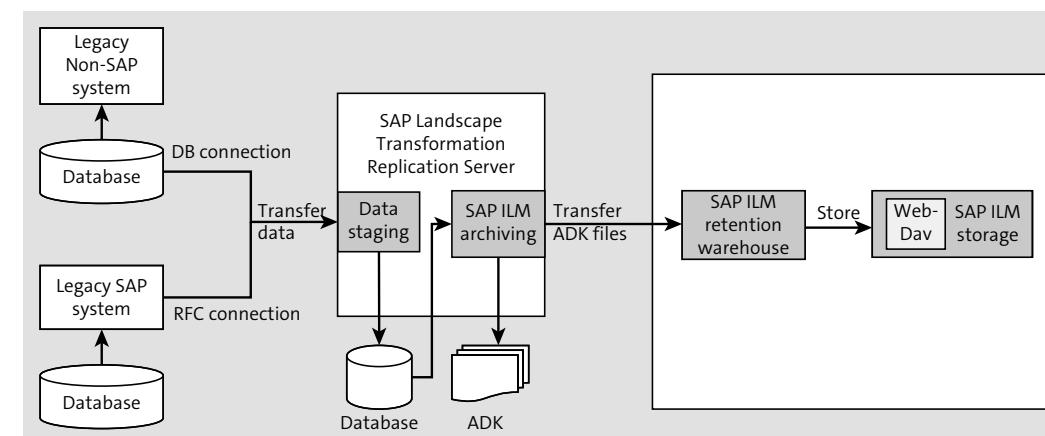 Legacy
Non-SAP
system
Database
DB connection
Legacy SAP
system
RFC connection
Database
Transfer
data
SAP Landscape
Transformation
Replication Server
Data
staging
SAP ILM
archiving
Database
ADK
Transfer
ADK files
SAP ILM
retention
warehouse
Store
Web-
Dav
SAP ILM
storage